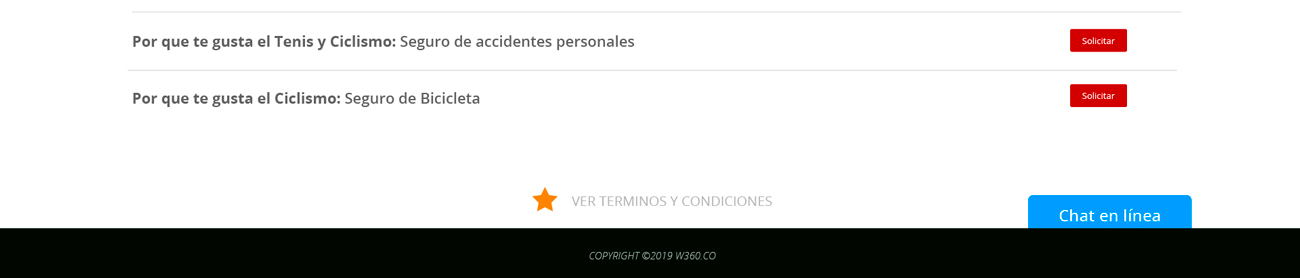 Por que te gusta el Tenis y Ciclismo: Seguro de accidentes personales
Solicitar
Por que te gusta el Ciclismo: Seguro de Bicicleta
Solicitar
VER TERMINOS Y CONDICIONES
Chat en línea
COPYRIGHT ©2019 W360.CO